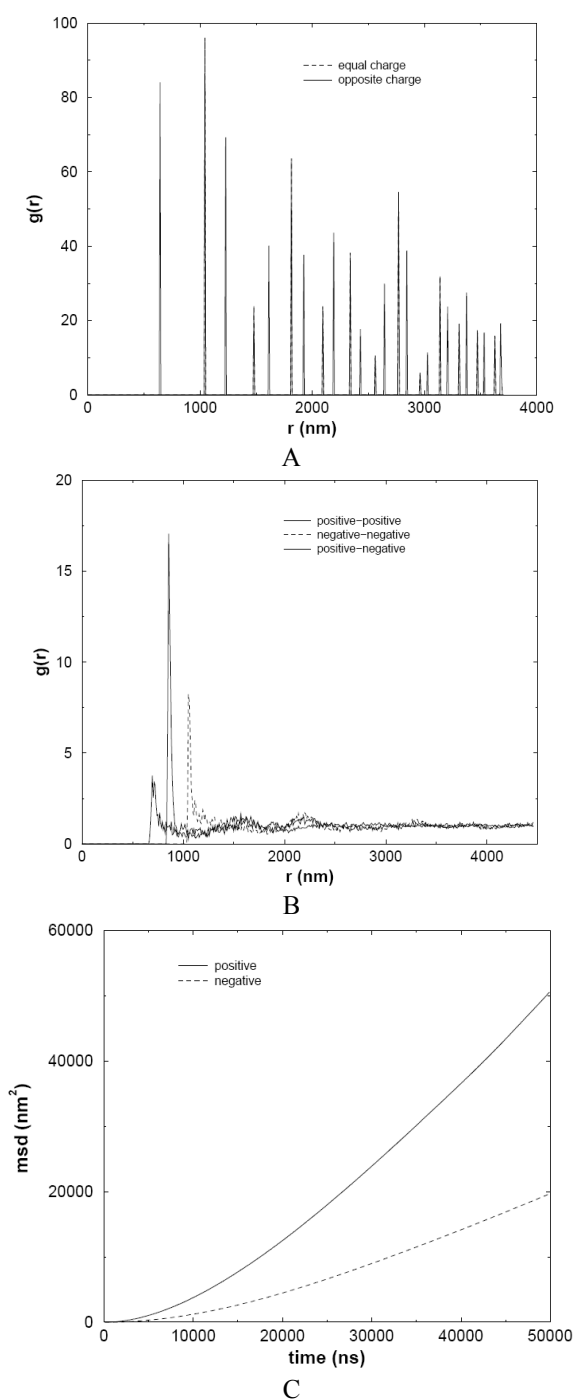 100
equal charge
opposite charge
80
60
g(r)
40
20
0
0 1000 2000 3000 4000
r (nm)
A
20
positive–positive
negative–negative
positive–negative
15
g(r)
10
5
0
0 1000 2000 3000 4000
r (nm)
B
60000
positive
negative
40000
msd (nm²)
20000
0
0 10000 20000 30000 40000 50000
time (ns)
C